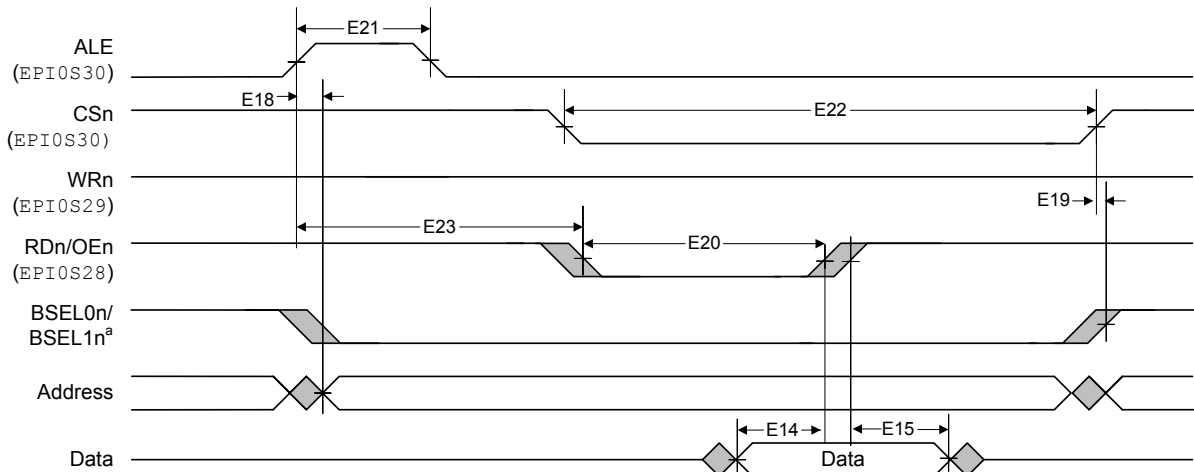 E21
ALE
(EPI0S30)
E18
CSn
(EPI0S30)
E22
WRn
(EPI0S29)
E19
E23
RDn/OEn
(EPI0S28)
E20
BSEL0n/
BSEL1nª
Address
E14
E15
Data
Data